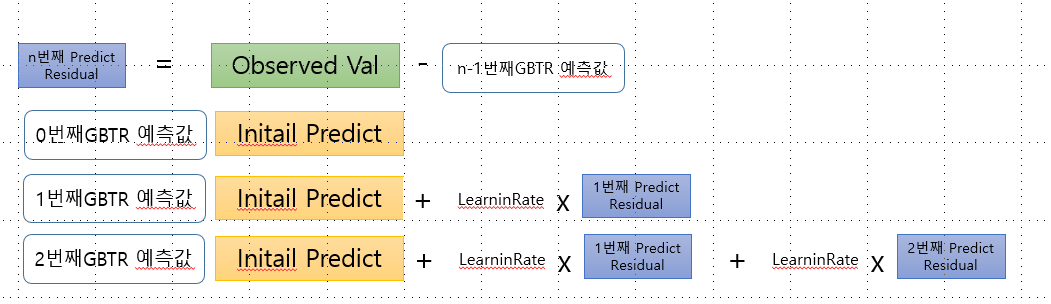 n번째 Predict
Residual
=
Observed Val
-
n-1번째GBTR 예측값
0번째GBTR 예측값
Initail Predict
1번째GBTR 예측값
Initail Predict
+
LearninRate
X
1번째 Predict
Residual
2번째GBTR 예측값
Initail Predict
+
LearninRate
X
1번째 Predict
Residual
+
LearninRate
X
2번째 Predict
Residual